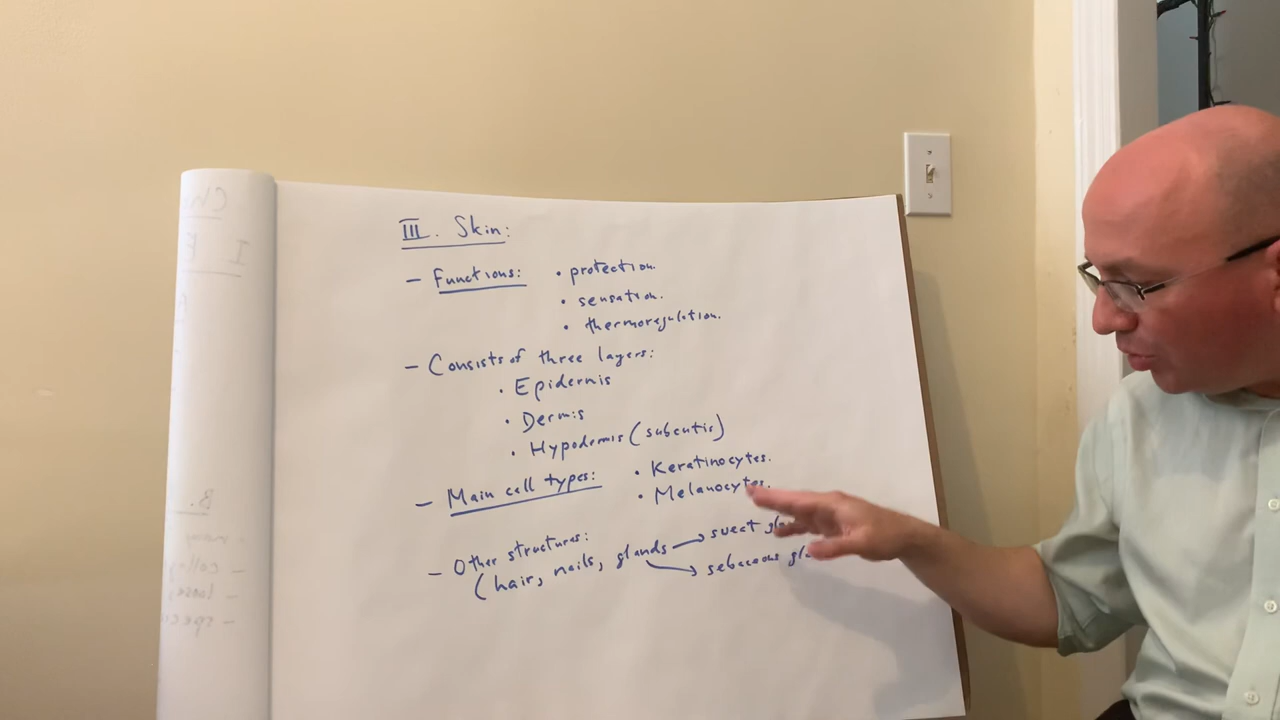 III. Skin:
- Functions: • protection.
• sensation.
• thermoregulation.
- Consists of three layers:
• Epidermis
• Dermis
• Hypodermis (subcutis)
- Main cell types: • Keratinocytes.
• Melanocytes.
- Other structures:
(hair, nails, glands → sweat
→ sebaceous